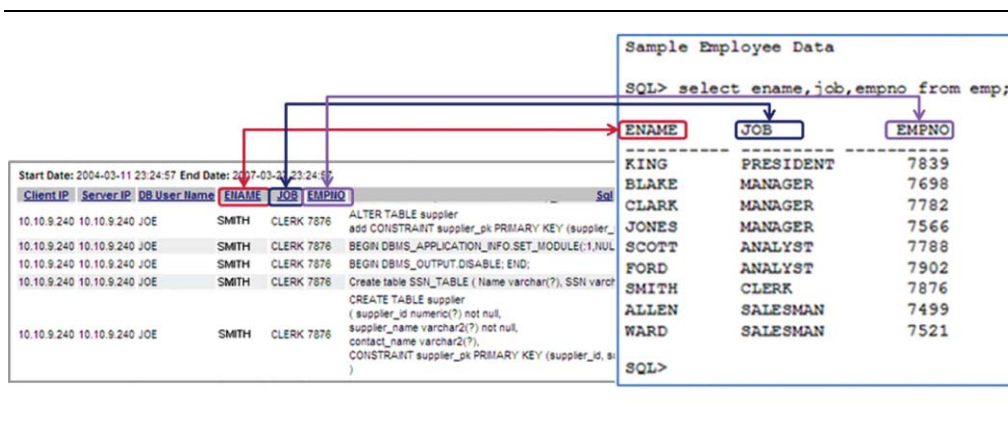 Start Date: 2004-03-11 23:24:57 End Date: 2007-03-23:24:57
Client IP Server IP DB User Name ENAME JOB EMPNO Sql
10.10.9.240 10.10.9.240 JOE SMITH CLERK 7876 ALTER TABLE supplier
add CONSTRAINT supplier_pk PRIMARY KEY (supplier_
10.10.9.240 10.10.9.240 JOE SMITH CLERK 7876 BEGIN DBMS_APPLICATION_INFO.SET_MODULE(:1,NUL
10.10.9.240 10.10.9.240 JOE SMITH CLERK 7876 BEGIN DBMS_OUTPUT.DISABLE; END;
10.10.9.240 10.10.9.240 JOE SMITH CLERK 7876 Create table SSN_TABLE ( Name varchar(?), SSN varch
CREATE TABLE supplier
( supplier_id numeric(?) not null,
10.10.9.240 10.10.9.240 JOE SMITH CLERK 7876 supplier_name varchar2(?) not null,
contact_name varchar2(?),
CONSTRAINT supplier_pk PRIMARY KEY (supplier_id, s
)
Sample Employee Data
SQL> select ename,job,empno from emp;
ENAME JOB EMPNO
---------- --------- ----------
KING PRESIDENT 7839
BLAKE MANAGER 7698
CLARK MANAGER 7782
JONES MANAGER 7566
SCOTT ANALYST 7788
FORD ANALYST 7902
SMITH CLERK 7876
ALLEN SALESMAN 7499
WARD SALESMAN 7521
SQL>